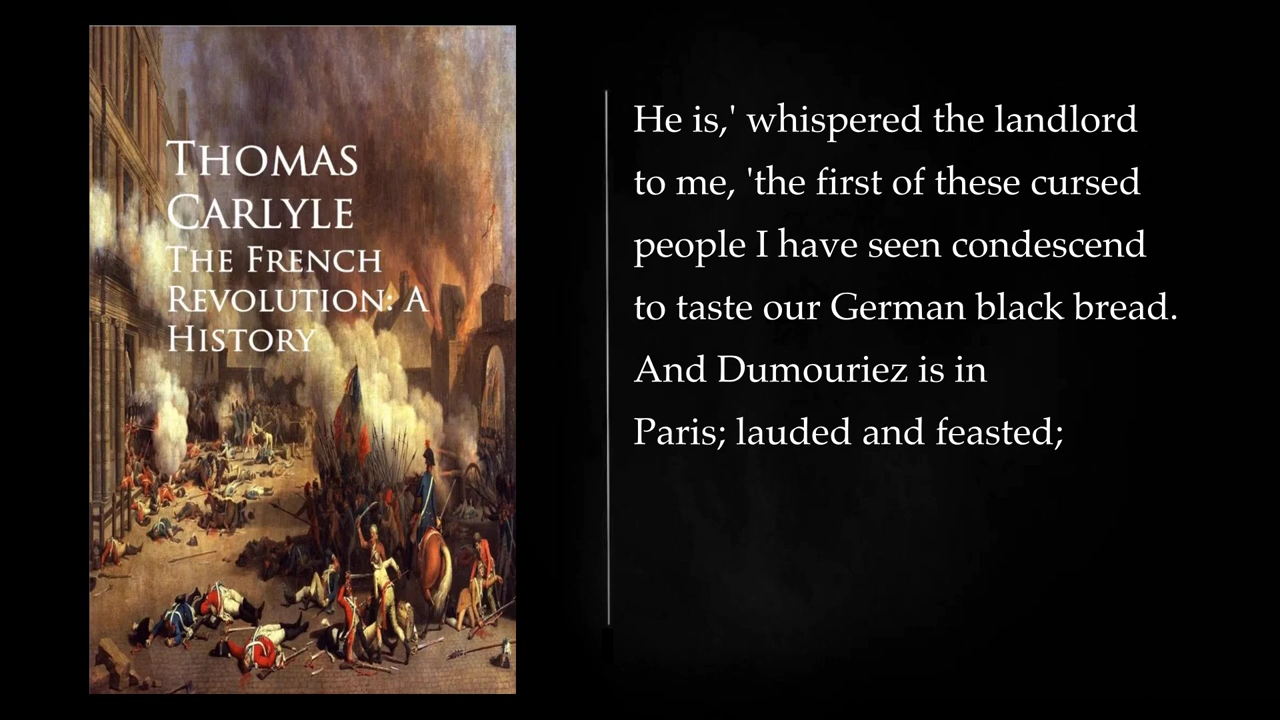 THOMAS
CARLYLE
THE FRENCH
REVOLUTION: A
HISTORY
He is,' whispered the landlord
to me, 'the first of these cursed
people I have seen condescend
to taste our German black bread.
And Dumouriez is in
Paris; lauded and feasted;